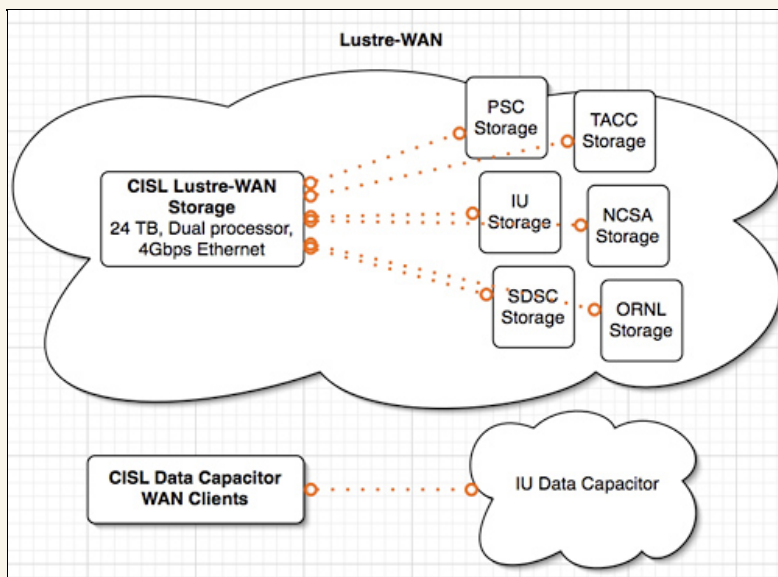 Lustre-WAN
PSC
Storage
TACC
Storage
CISL Lustre-WAN
Storage
24 TB, Dual processor,
4Gbps Ethernet
IU
Storage
NCSA
Storage
SDSC
Storage
ORNL
Storage
CISL Data Capacitor
WAN Clients
IU Data Capacitor